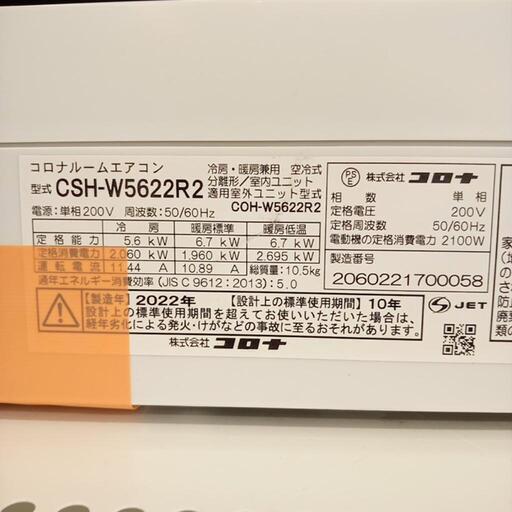 コロナルームエアコン
冷房・暖房兼用 空冷式
分離形/室内ユニット
型式 CSH-W5622R2
適用室外ユニット型式
電源:単相200V 周波数:50/60Hz
COH-W5622R2
冷房 暖房標準 暖房低温
定格能力 5.6 kW 6.7 kW 6.7 kW
定格消費電力 2,060 kW 1,960 kW 2.695 kW
運転電流 11.44 A 10.89 A 総質量:10.5kg
通年エネルギー消費効率(JIS C 9612:2013):5.0
【製造年】2022年 【設計上の標準使用期間】10年
設計上の標準使用期間を超えてお使いいただいた場合は、
経年劣化による発火・けがなどの事故に至るおそれがあります。
株式会社 コロナ
PS
E
株式会社 コロナ
相数 単相
定格電圧 200V
定格周波数 50/60Hz
電動機の定格消費電力 2100W
製造番号
2060221700058
S JET